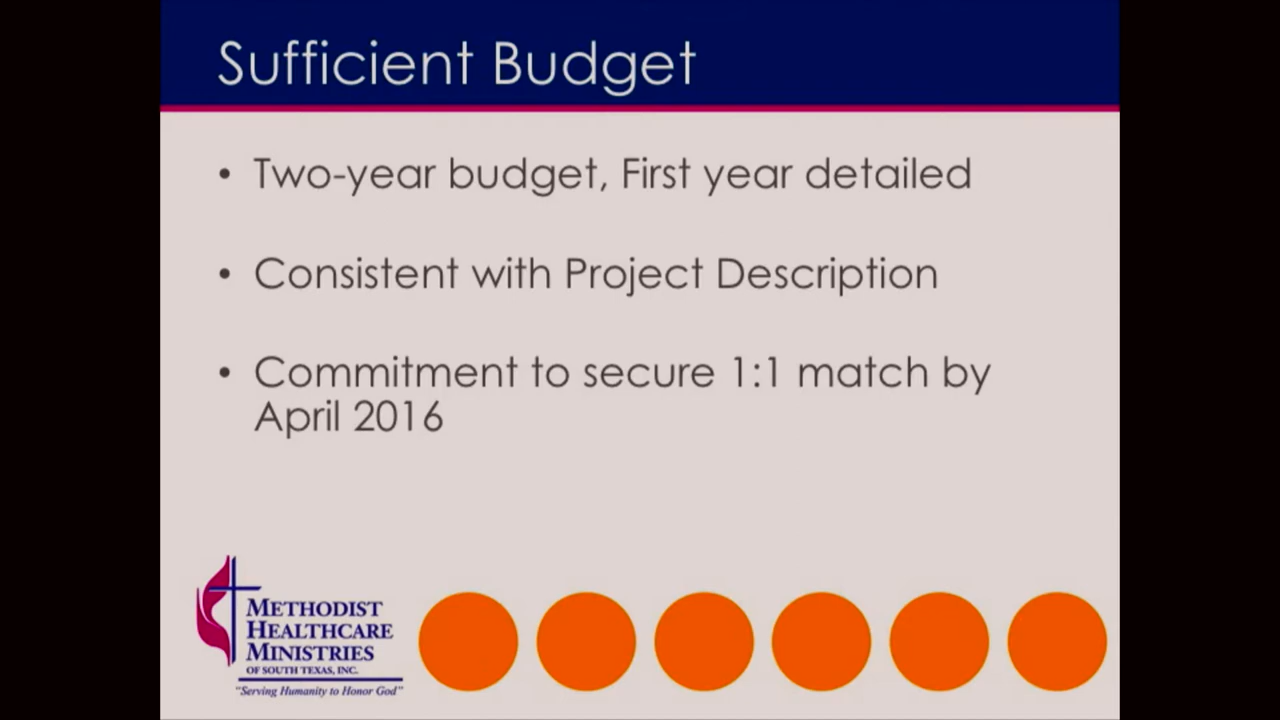 Sufficient Budget
• Two-year budget, First year detailed
• Consistent with Project Description
• Commitment to secure 1:1 match by
April 2016
METHODIST
HEALTHCARE
MINISTRIES
OF SOUTH TEXAS, INC.
"Serving Humanity to Honor God"